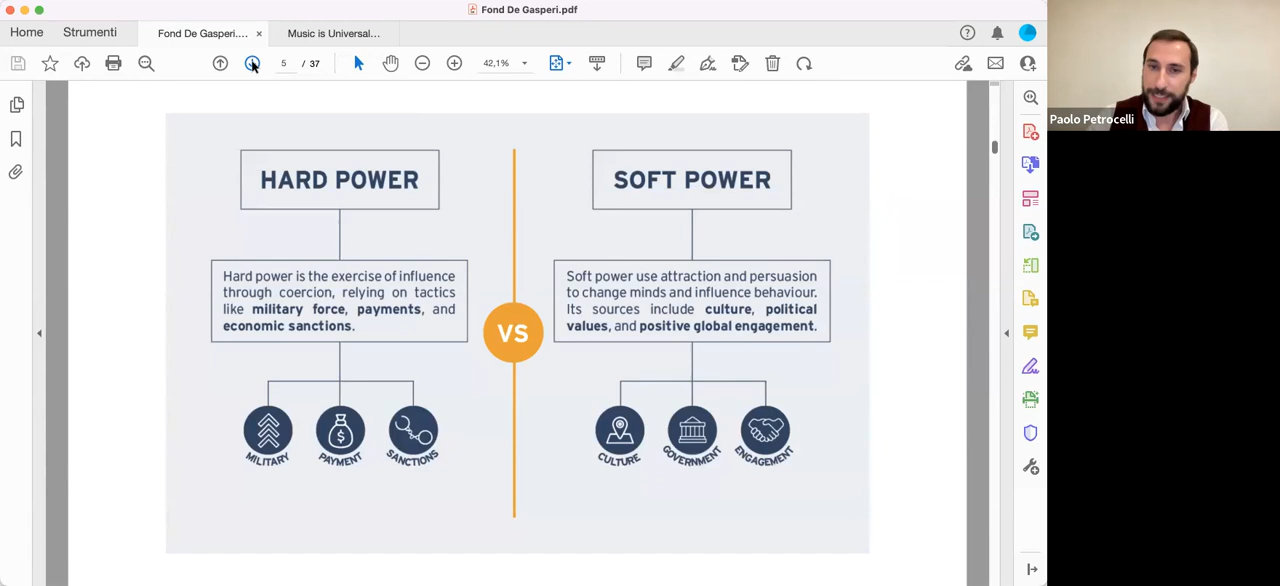 Fond De Gasperi.pdf
Home
Strumenti
Fond De Gasperi.... ×
Music is Universal...
5 / 37
42,1%
Paolo Petrocelli
HARD POWER
Hard power is the exercise of influence
through coercion, relying on tactics
like military force, payments, and
economic sanctions.
MILITARY
PAYMENT
SANCTIONS
VS
SOFT POWER
Soft power use attraction and persuasion
to change minds and influence behaviour.
Its sources include culture, political
values, and positive global engagement.
CULTURE
GOVERNMENT
ENGAGEMENT